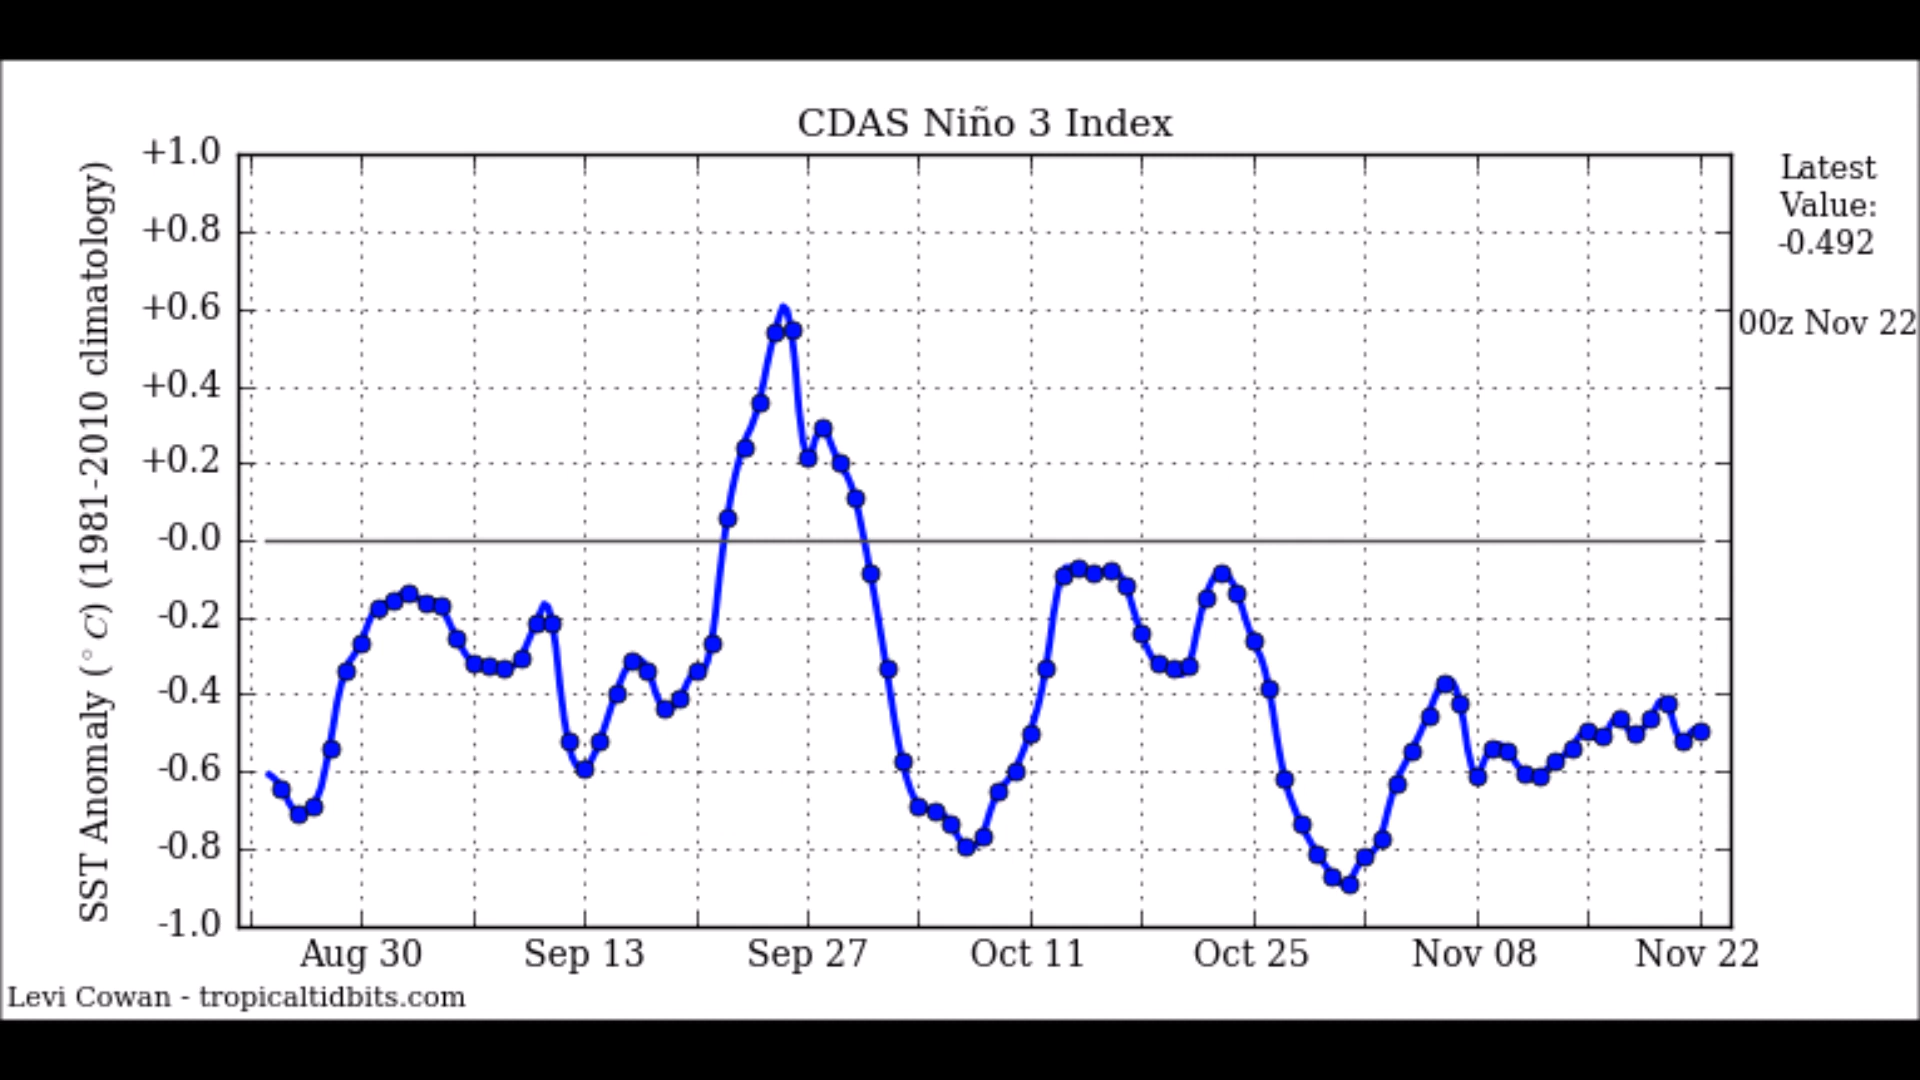 CDAS Niño 3 Index
SST Anomaly (°C) (1981-2010 climatology)
+1.0
+0.8
+0.6
+0.4
+0.2
-0.0
-0.2
-0.4
-0.6
-0.8
-1.0
Aug 30 Sep 13 Sep 27 Oct 11 Oct 25 Nov 08 Nov 22
Latest
Value:
-0.492
00z Nov 22
Levi Cowan - tropicaltidbits.com